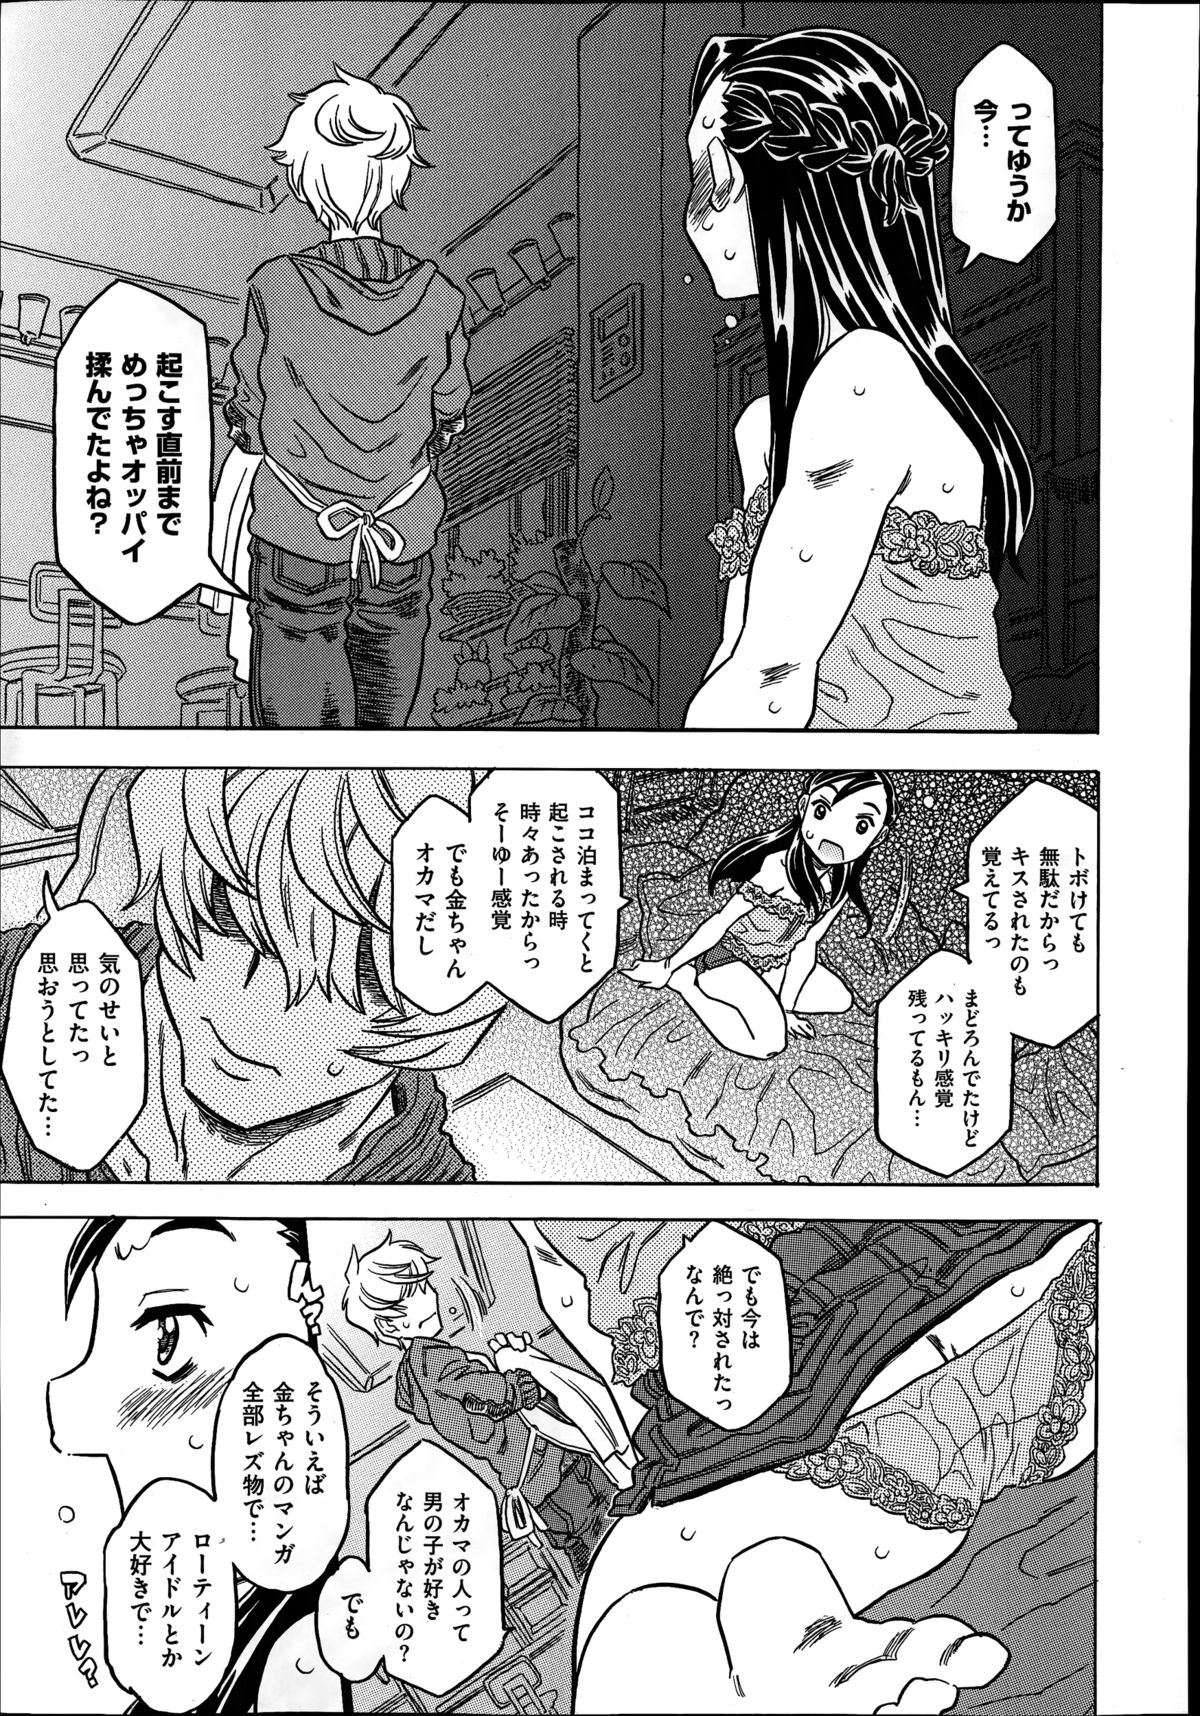 ってゆうか
今…
起こす直前まで
めっちゃオッパイ
揉んでたよね？
トボけても
無駄だからっ
キスされたのも
覚えてるっ
まどろんでたけど
ハッキリ感覚
残ってるもん…
ココ泊まってくと
起こされる時
時々あったからっ
そーゆー感覚
でも金ちゃん
オカマだし
気のせいと
思ってたっ
思おうとしてた…
でも今は
絶っ対されたっ
なんで？
オカマの人って
男の子が好き
なんじゃないの？
でも
ん？
そういえば
金ちゃんのマンガ
全部レズ物で…
ローティーン
アイドルとか
大好きで…
アレレ？